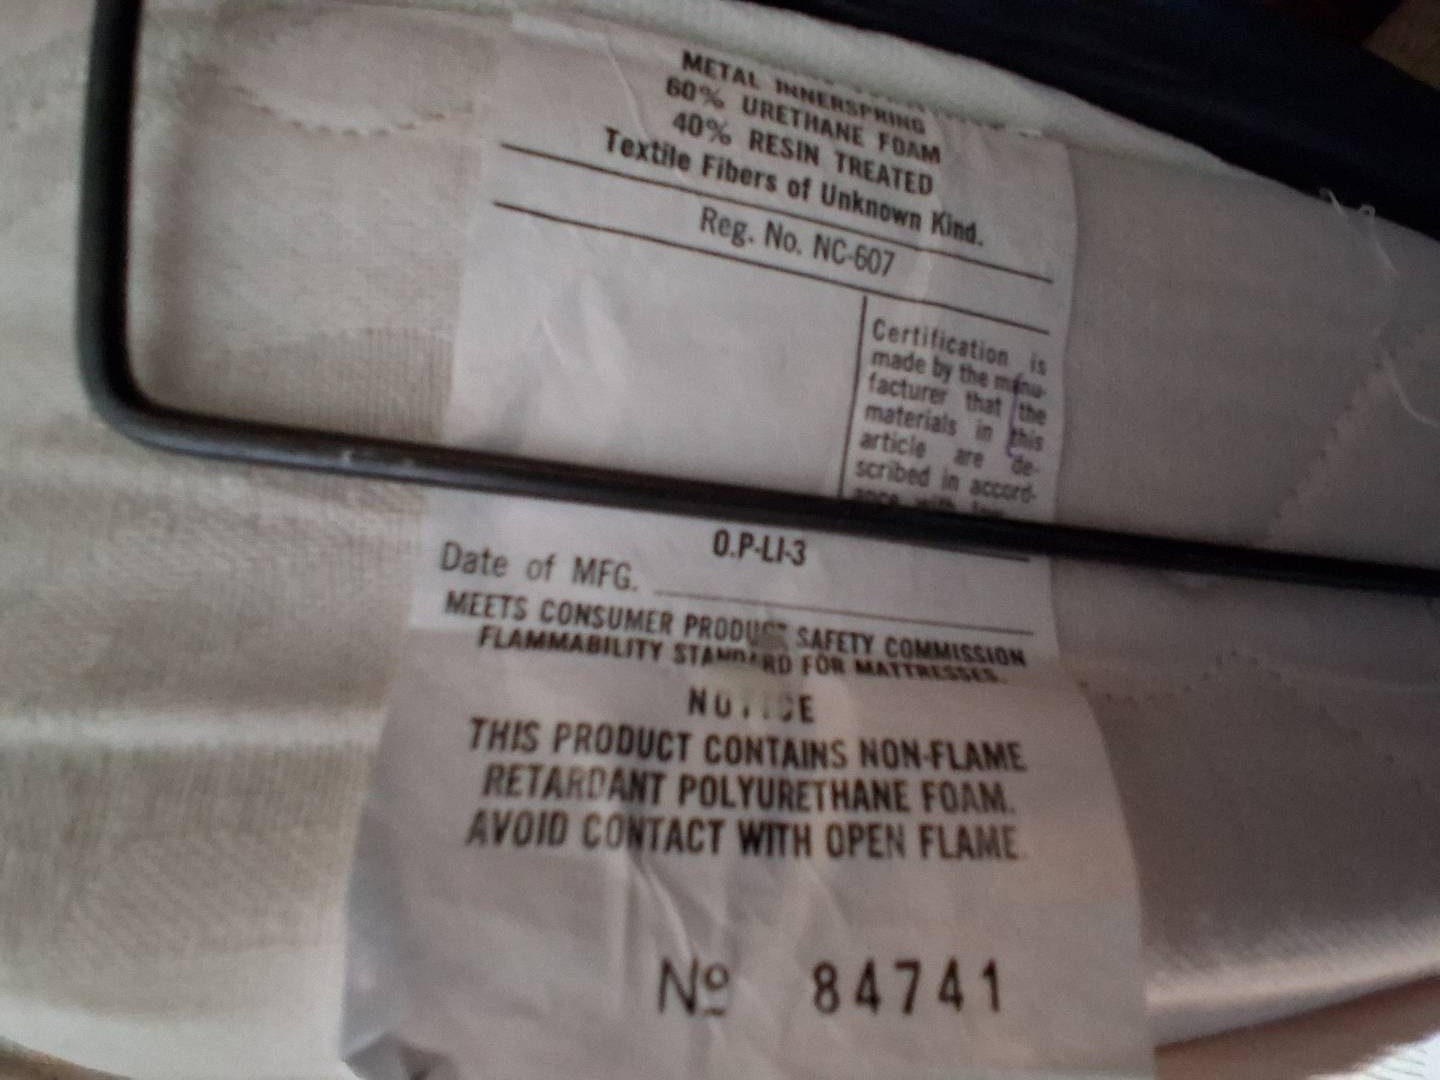 METAL INNERSPRING
60% URETHANE FOAM
40% RESIN TREATED
Textile Fibers of Unknown Kind.
Reg. No. NC-607
Certification is
made by the manu-
facturer that the
materials in this
article are de-
scribed in accord-
ance with law
O.P-LI-3
Date of MFG.
MEETS CONSUMER PRODUCT SAFETY COMMISSION
FLAMMABILITY STANDARD FOR MATTRESSES.
NOTICE
THIS PRODUCT CONTAINS NON-FLAME
RETARDANT POLYURETHANE FOAM.
AVOID CONTACT WITH OPEN FLAME.
Nº 84741